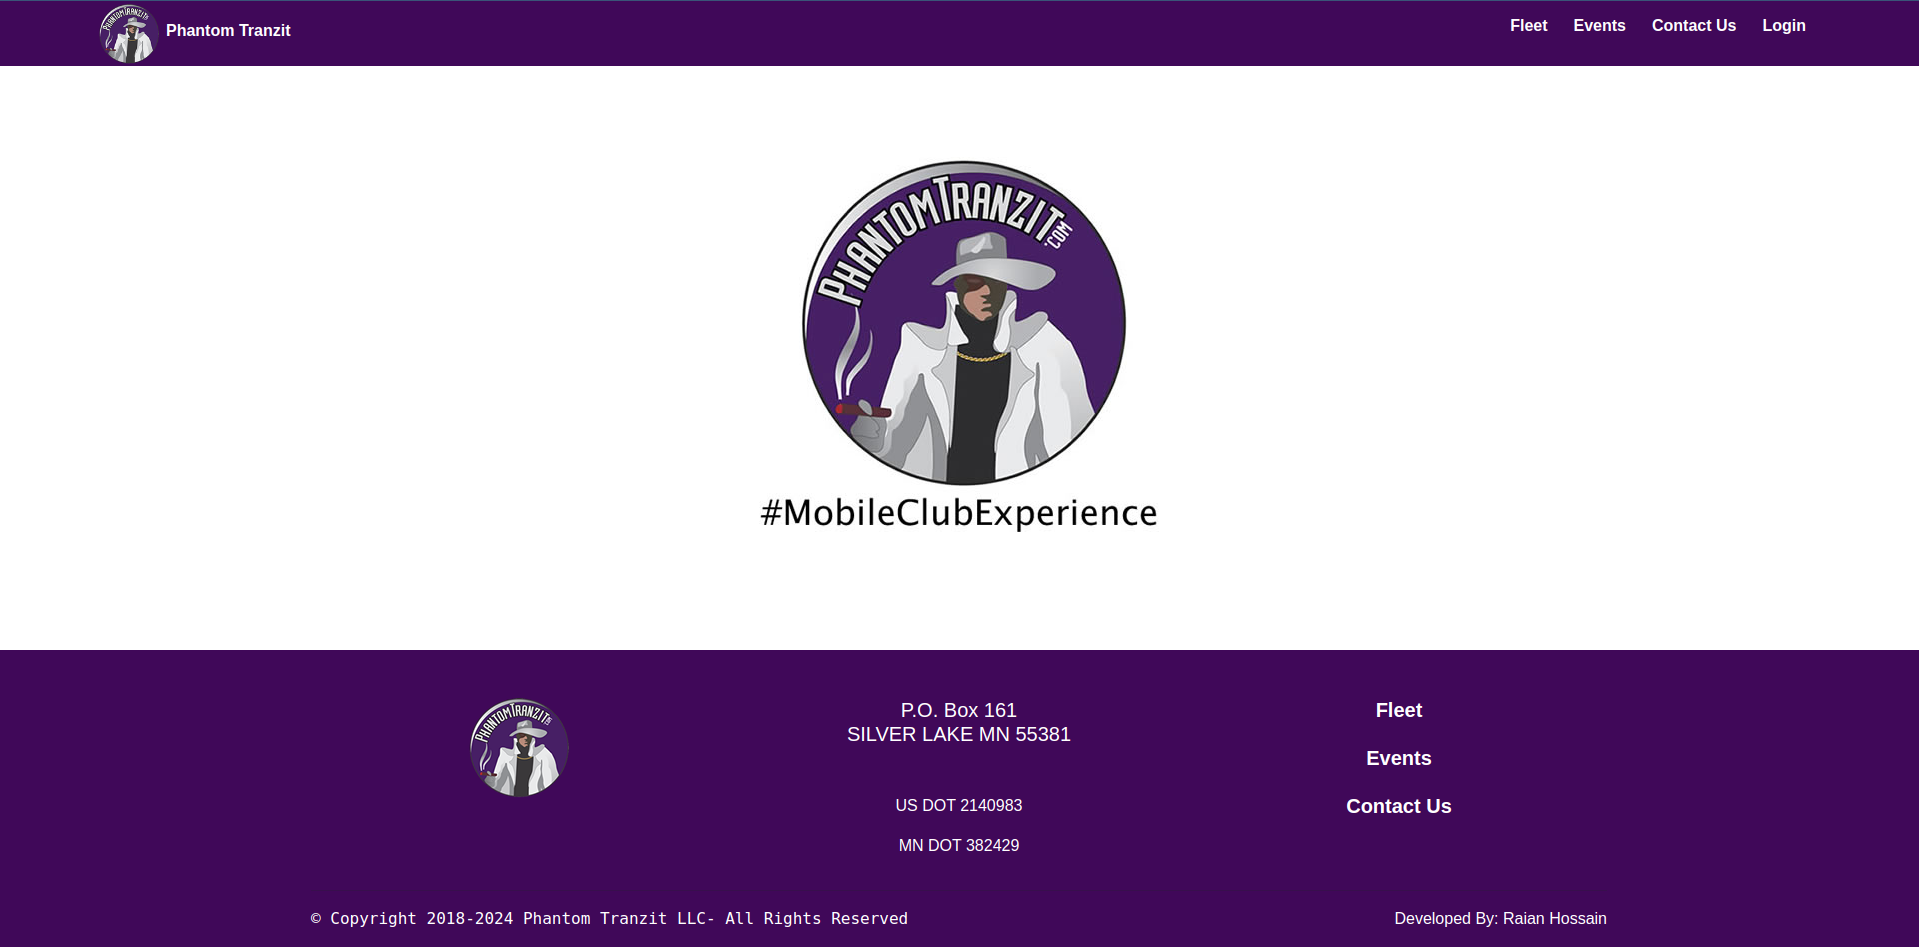 PHANTOMTRANZIT
Phantom Tranzit
Fleet
Events
Contact Us
Login
PHANTOMTRANZIT.COM
#MobileClubExperience
PHANTOMTRANZIT
P.O. Box 161
SILVER LAKE MN 55381
US DOT 2140983
MN DOT 382429
Fleet
Events
Contact Us
© Copyright 2018-2024 Phantom Tranzit LLC- All Rights Reserved
Developed By: Raian Hossain